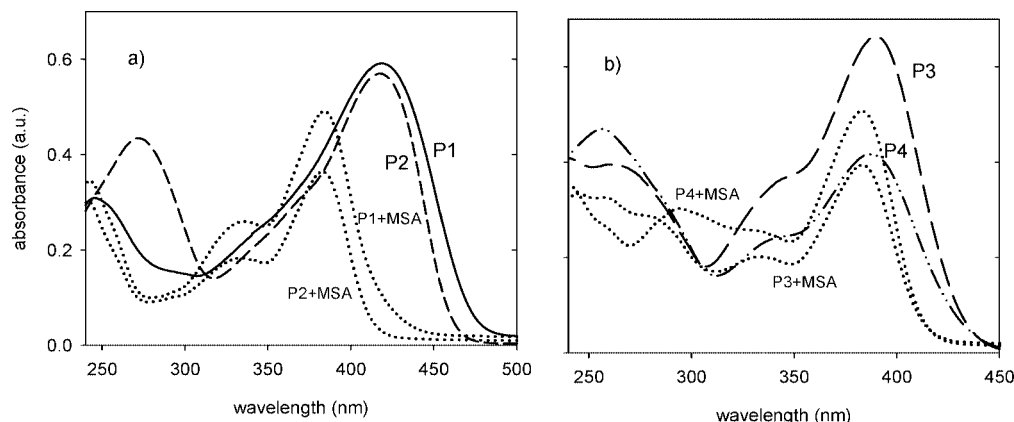 a)
absorbance (a.u.)
0.6
0.4
0.2
0.0
P2
P1
P1+MSA
P2+MSA
250 300 350 400 450 500
wavelength (nm)
b)
P3
P4
P4+MSA
P3+MSA
250 300 350 400 450
wavelength (nm)